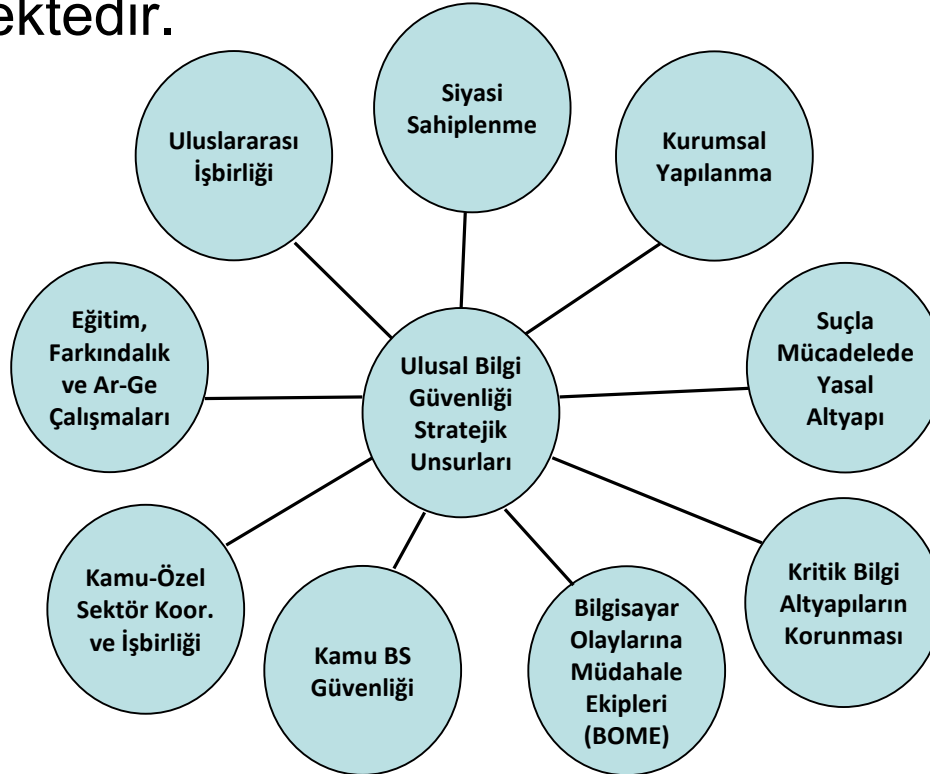 ektedir.
Siyasi
Sahiplenme
Kurumsal
Yapılanma
Suçla
Mücadelede
Yasal
Altyapı
Kritik Bilgi
Altyapıların
Korunması
Bilgisayar
Olaylarına
Müdahale
Ekipleri
(BOME)
Kamu BS
Güvenliği
Kamu-Özel
Sektör Koor.
ve İşbirliği
Eğitim,
Farkındalık
ve Ar-Ge
Çalışmaları
Uluslararası
İşbirliği
Ulusal Bilgi
Güvenliği
Stratejik
Unsurları